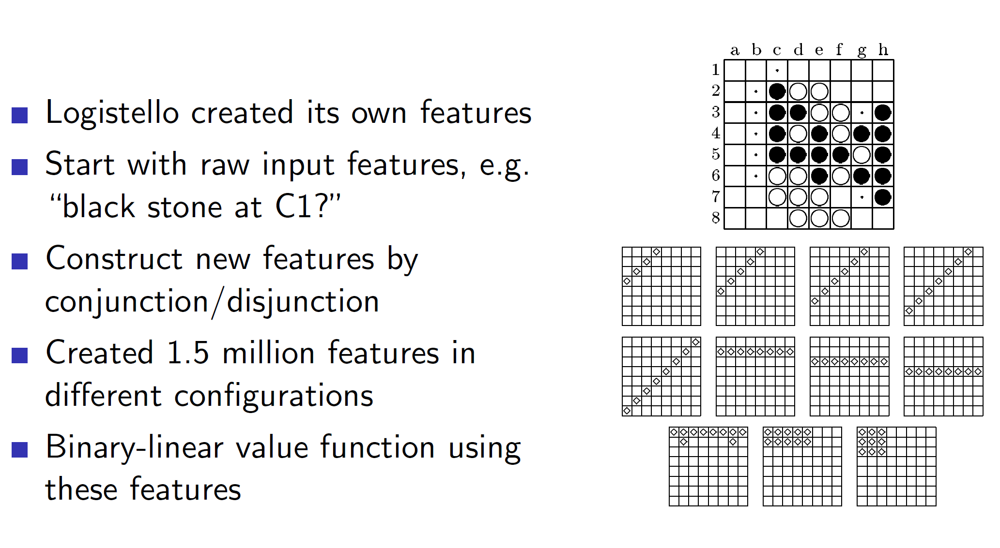 Logistello created its own features
Start with raw input features, e.g.
“black stone at C1?”
Construct new features by
conjunction/disjunction
Created 1.5 million features in
different configurations
Binary-linear value function using
these features
a b c d e f g h
1
2
3
4
5
6
7
8